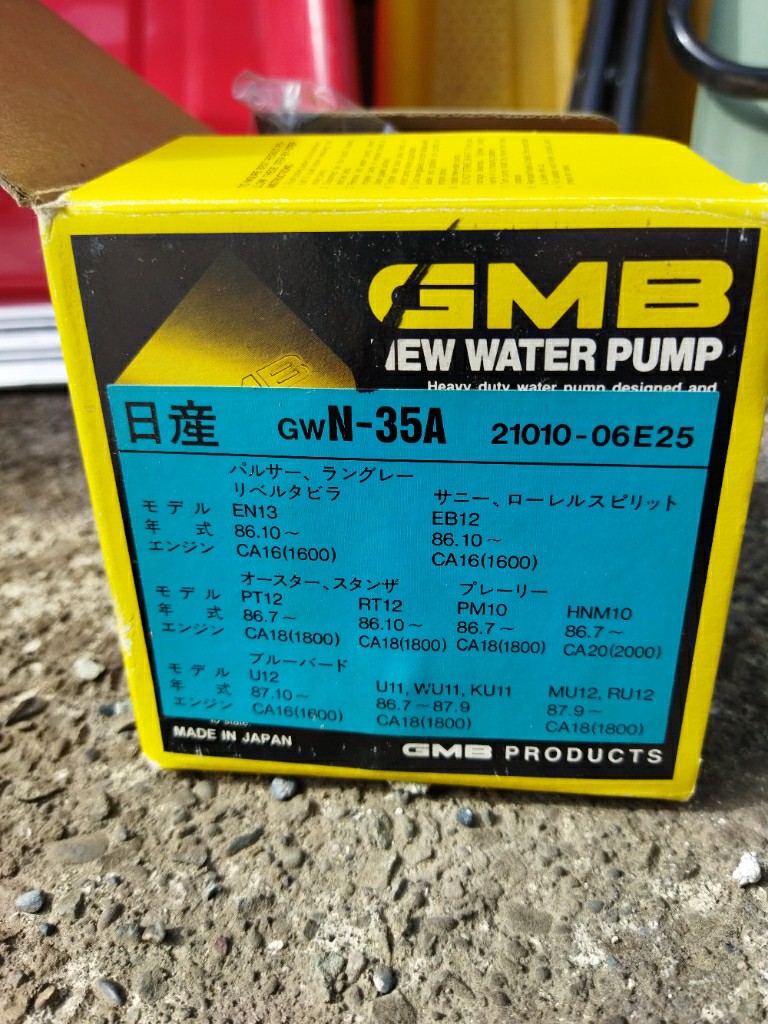 GMB
NEW WATER PUMP
Heavy duty water pump designed and
日産 GWN-35A 21010-06E25
パルサー、ラングレー
リベルタビラ サニー、ローレルスピリット
モデル EN13 EB12
年式 86.10～ 86.10～
エンジン CA16(1600) CA16(1600)
オースター、スタンザ プレーリー
モデル PT12 RT12 PM10 HNM10
年式 86.7～ 86.10～ 86.7～ 86.7～
エンジン CA18(1800) CA18(1800) CA18(1800) CA20(2000)
ブルーバード
モデル U12 U11, WU11, KU11 MU12, RU12
年式 87.10～ 86.7～87.9 87.9～
エンジン CA16(1600) CA18(1800) CA18(1800)
MADE IN JAPAN GMB PRODUCTS